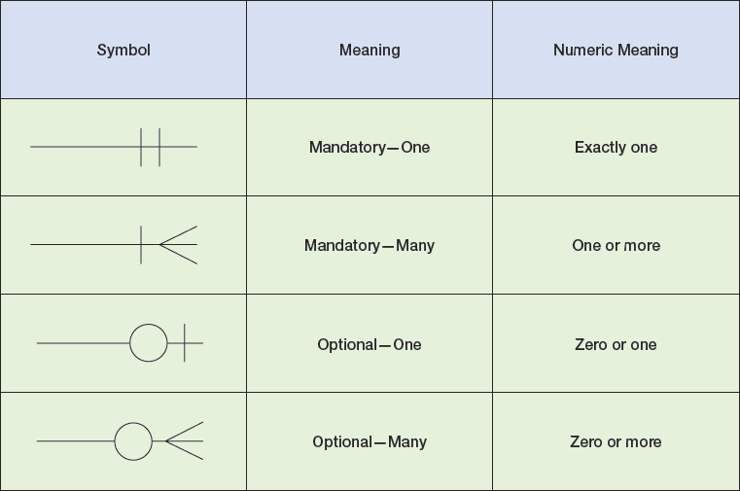 Symbol Meaning Numeric Meaning
Mandatory—One Exactly one
Mandatory—Many One or more
Optional—One Zero or one
Optional—Many Zero or more